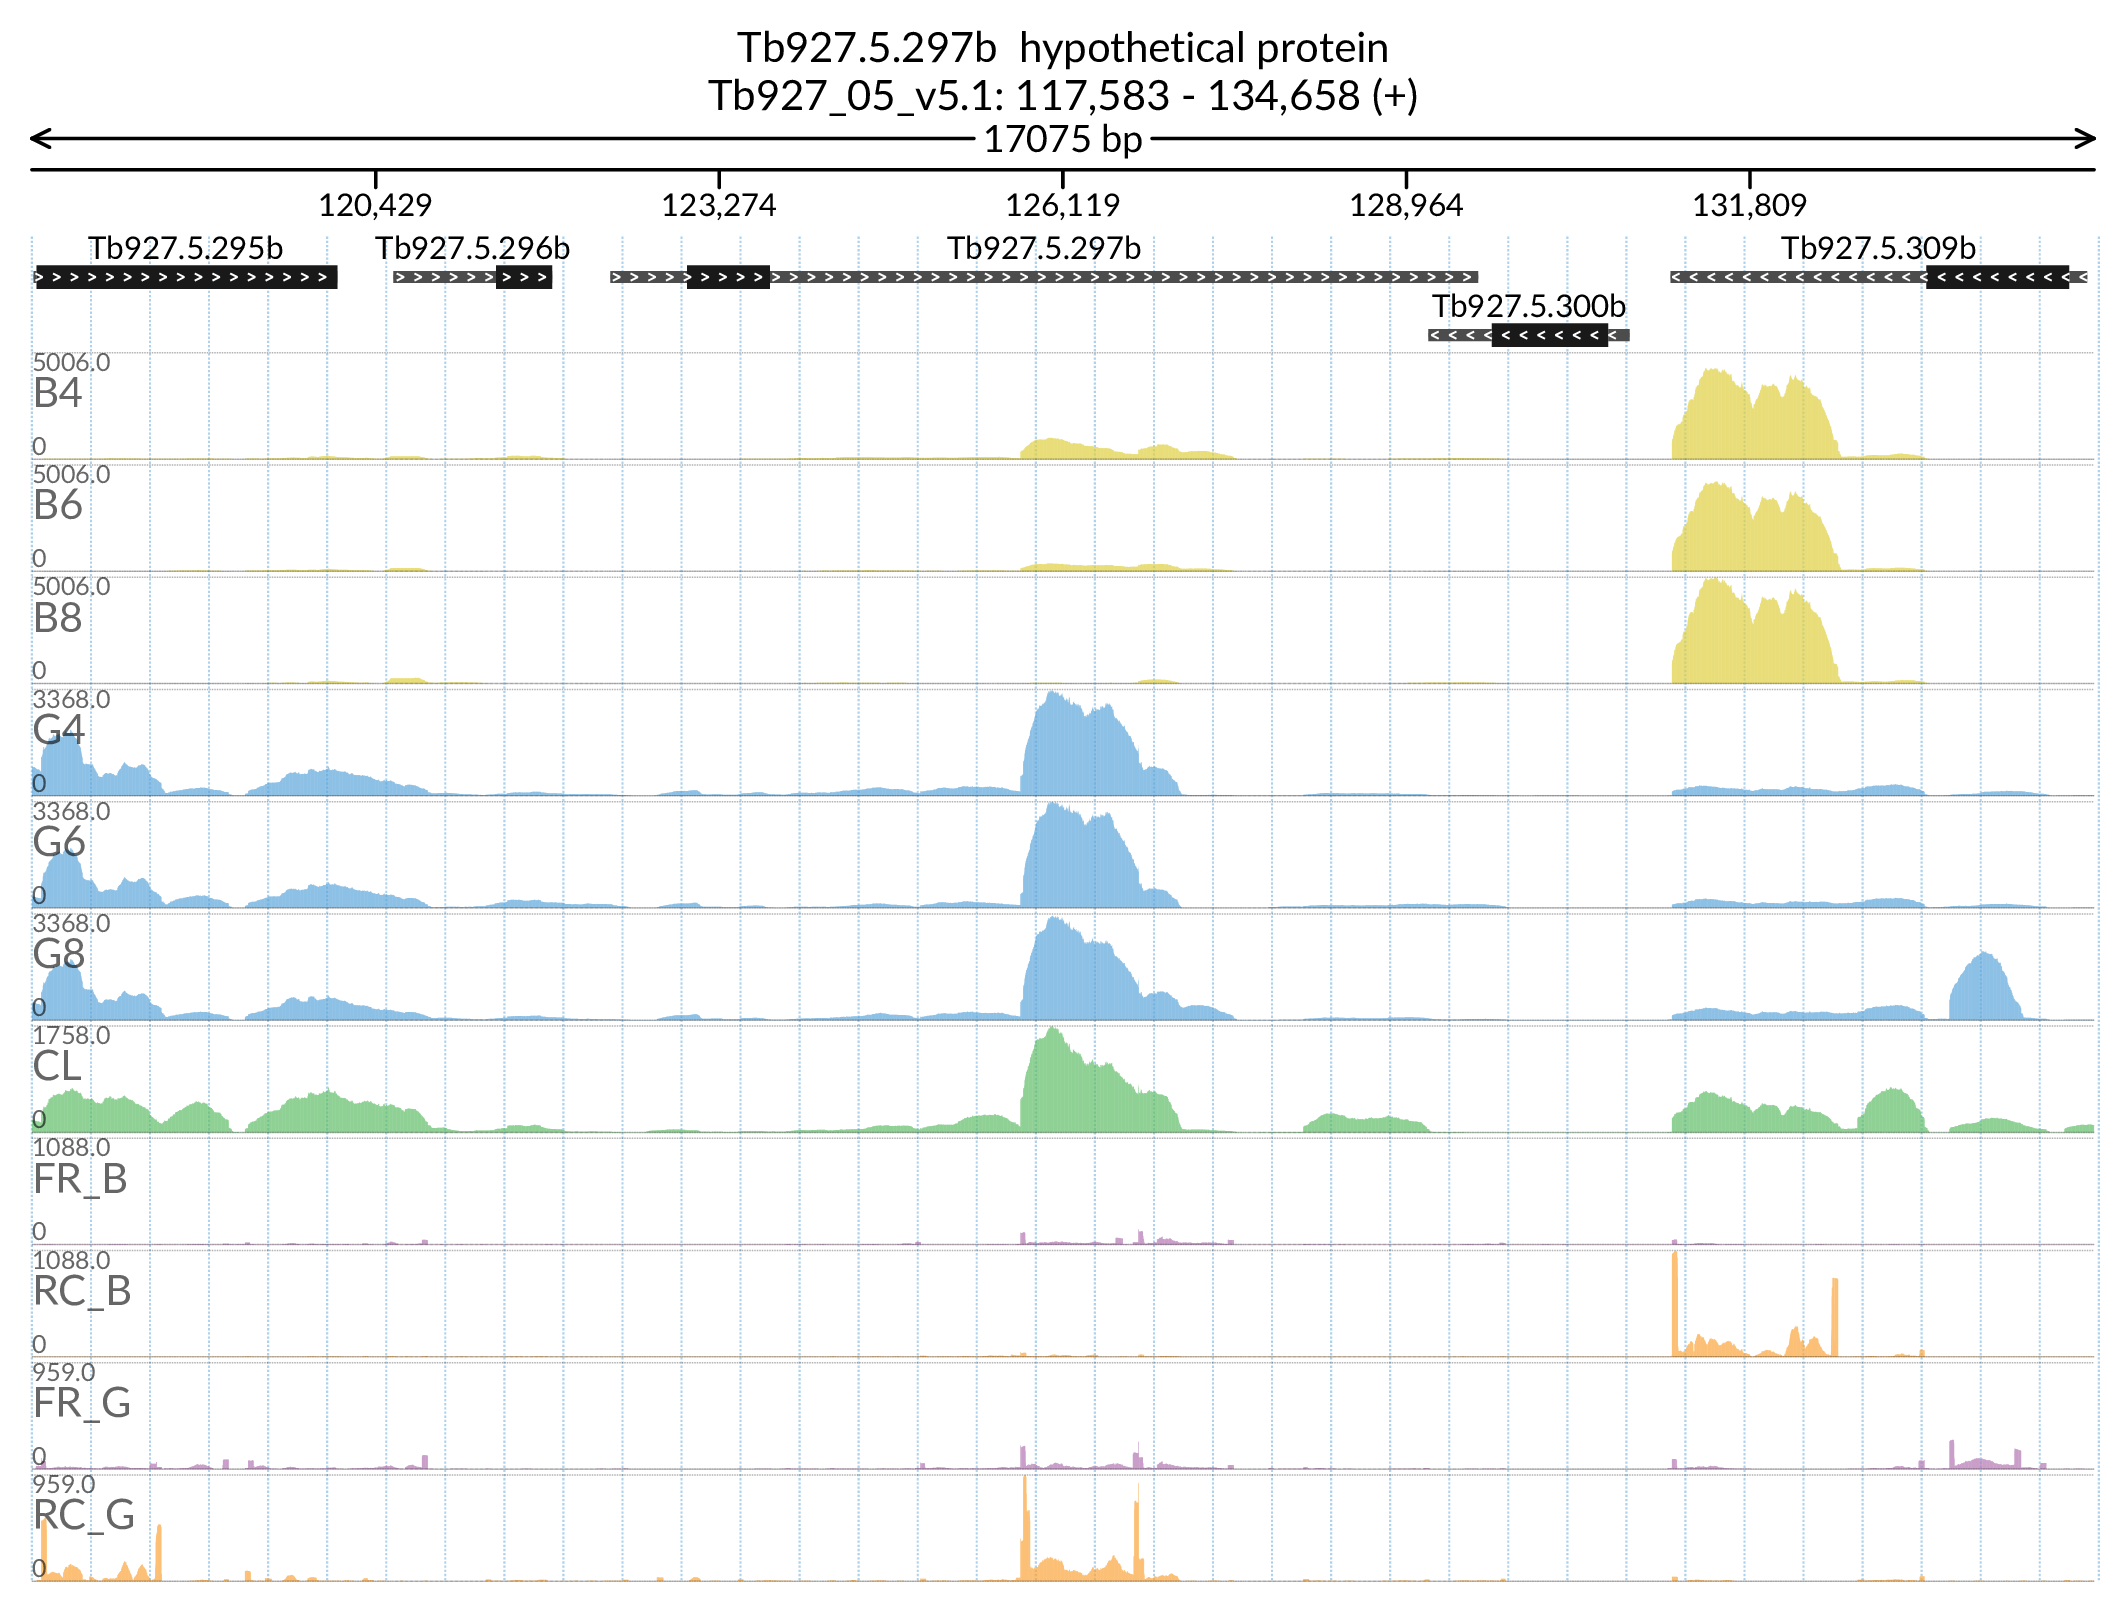 Tb927.5.297b hypothetical protein
Tb927_05_v5.1: 117,583 - 134,658 (+)
17075 bp
120,429 123,274 126,119 128,964 131,809
Tb927.5.295b Tb927.5.296b Tb927.5.297b Tb927.5.309b
Tb927.5.300b
5006.0
B4
0
5006.0
B6
0
5006.0
B8
0
3368.0
G4
0
3368.0
G6
0
3368.0
G8
0
1758.0
CL
0
1088.0
FR_B
0
1088.0
RC_B
0
959.0
FR_G
0
959.0
RC_G
0